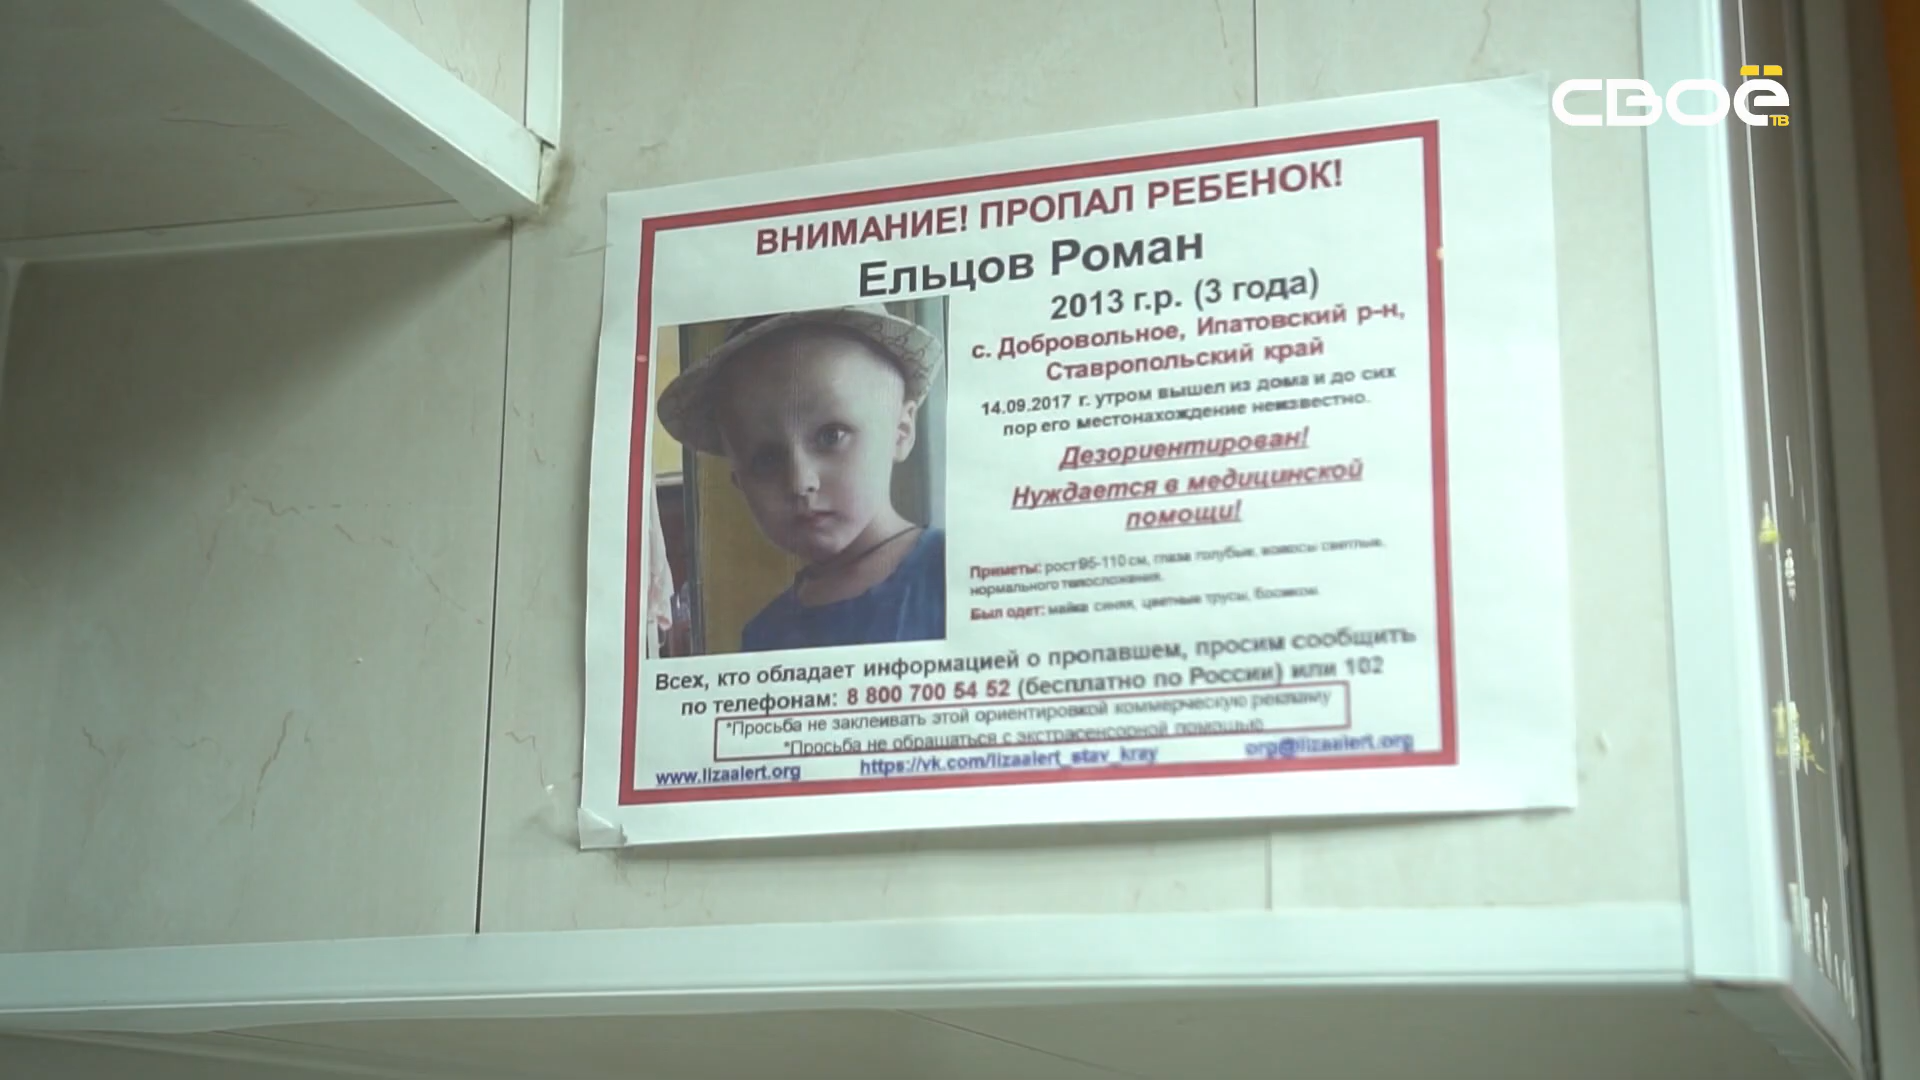 СВОЁ
ТВ
ВНИМАНИЕ! ПРОПАЛ РЕБЕНОК!
Ельцов Роман
2013 г.р. (3 года)
с. Добровольное, Ипатовский р-н,
Ставропольский край
14.09.2017 г. утром вышел из дома и до сих
пор его местонахождение неизвестно.
Дезориентирован!
Нуждается в медицинской
помощи!
Приметы: рост 95-110 см, глаза голубые, волосы светлые,
нормального телосложения.
Был одет: майка синяя, цветные трусы, босиком.
Всех, кто обладает информацией о пропавшем, просим сообщить
по телефонам: 8 800 700 54 52 (бесплатно по России) или 102
*Просьба не заклеивать этой ориентировкой коммерческую рекламу
*Просьба не обращаться с экстрасенсорной помощью
www.lizaalert.org https://vk.com/lizaalert_stav_kray org@lizaalert.org